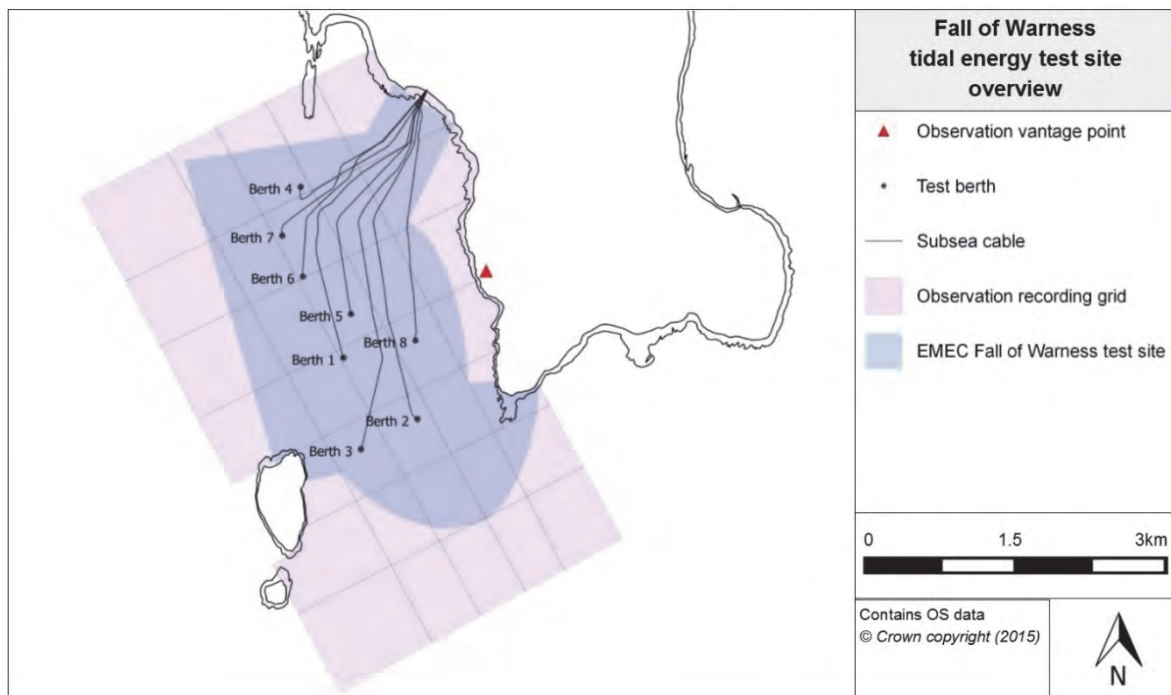 Fall of Warness
tidal energy test site
overview
Observation vantage point
Test berth
Subsea cable
Observation recording grid
EMEC Fall of Warness test site
Berth 4
Berth 7
Berth 6
Berth 5
Berth 8
Berth 1
Berth 2
Berth 3
0 1.5 3km
Contains OS data
© Crown copyright (2015)
N